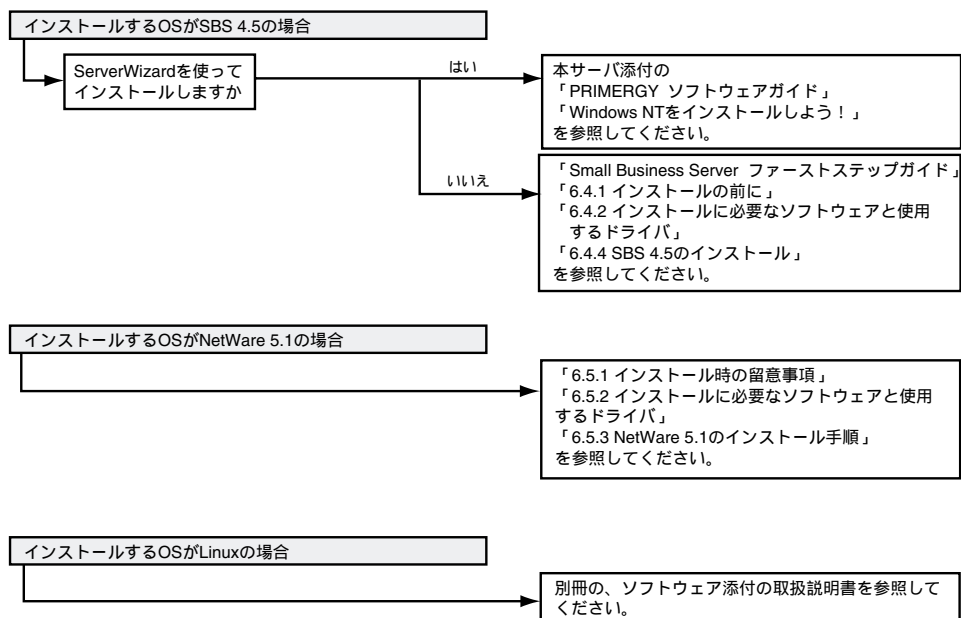 インストールするOSがSBS 4.5の場合
ServerWizardを使って
インストールしますか
はい
本サーバ添付の
「PRIMERGY ソフトウェアガイド」
「Windows NTをインストールしよう！」
を参照してください。
いいえ
「Small Business Server ファーストステップガイド」
「6.4.1 インストールの前に」
「6.4.2 インストールに必要なソフトウェアと使用
するドライバ」
「6.4.4 SBS 4.5のインストール」
を参照してください。
インストールするOSがNetWare 5.1の場合
「6.5.1 インストール時の留意事項」
「6.5.2 インストールに必要なソフトウェアと使用
するドライバ」
「6.5.3 NetWare 5.1のインストール手順」
を参照してください。
インストールするOSがLinuxの場合
別冊の、ソフトウェア添付の取扱説明書を参照して
ください。